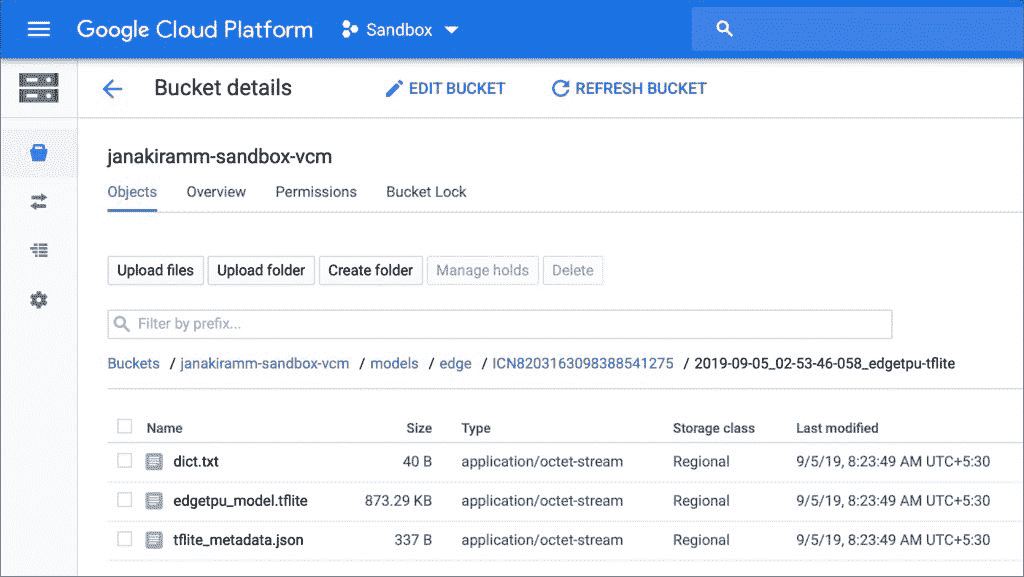 Google Cloud Platform Sandbox
Bucket details EDIT BUCKET REFRESH BUCKET
janakiramm-sandbox-vcm
Objects Overview Permissions Bucket Lock
Upload files Upload folder Create folder Manage holds Delete
Filter by prefix...
Buckets / janakiramm-sandbox-vcm / models / edge / ICN8203163098388541275 / 2019-09-05_02-53-46-058_edgetpu-tflite
Name Size Type Storage class Last modified
dict.txt 40 B application/octet-stream Regional 9/5/19, 8:23:49 AM UTC+5:30
edgetpu_model.tflite 873.29 KB application/octet-stream Regional 9/5/19, 8:23:49 AM UTC+5:30
tflite_metadata.json 337 B application/octet-stream Regional 9/5/19, 8:23:49 AM UTC+5:30